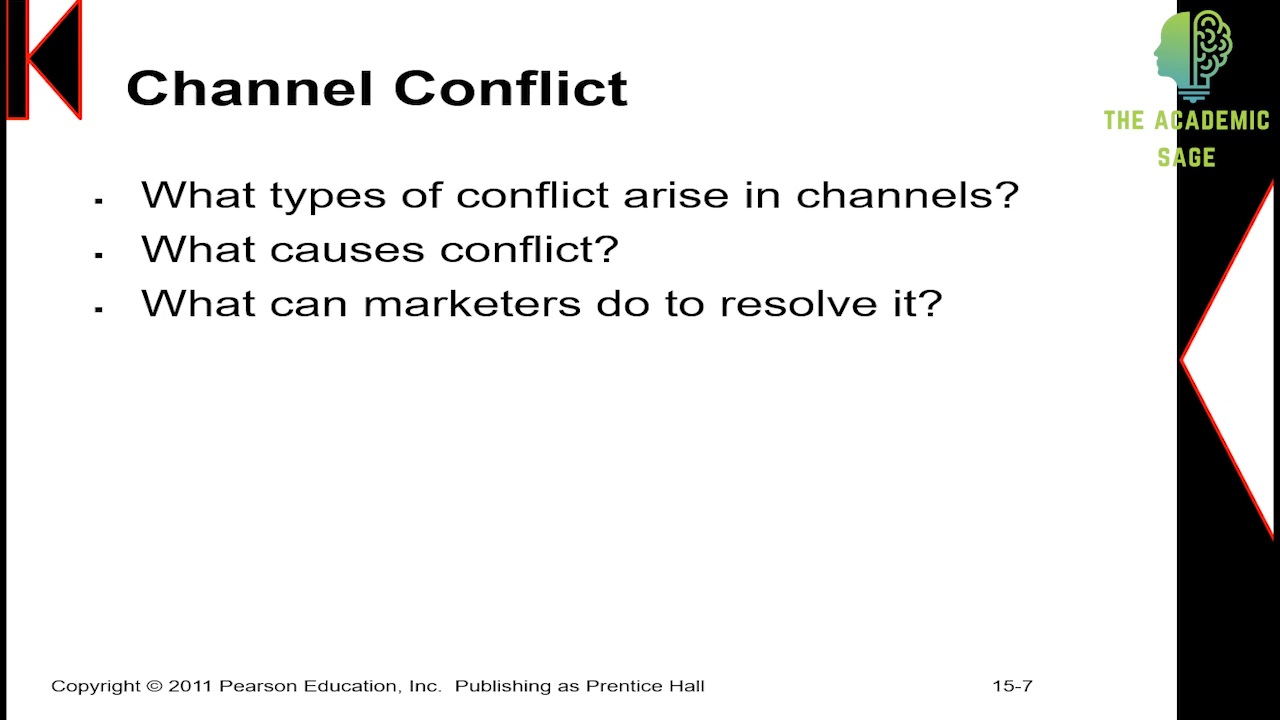 Channel Conflict
THE ACADEMIC
SAGE
▪ What types of conflict arise in channels?
▪ What causes conflict?
▪ What can marketers do to resolve it?
Copyright © 2011 Pearson Education, Inc. Publishing as Prentice Hall
15-7